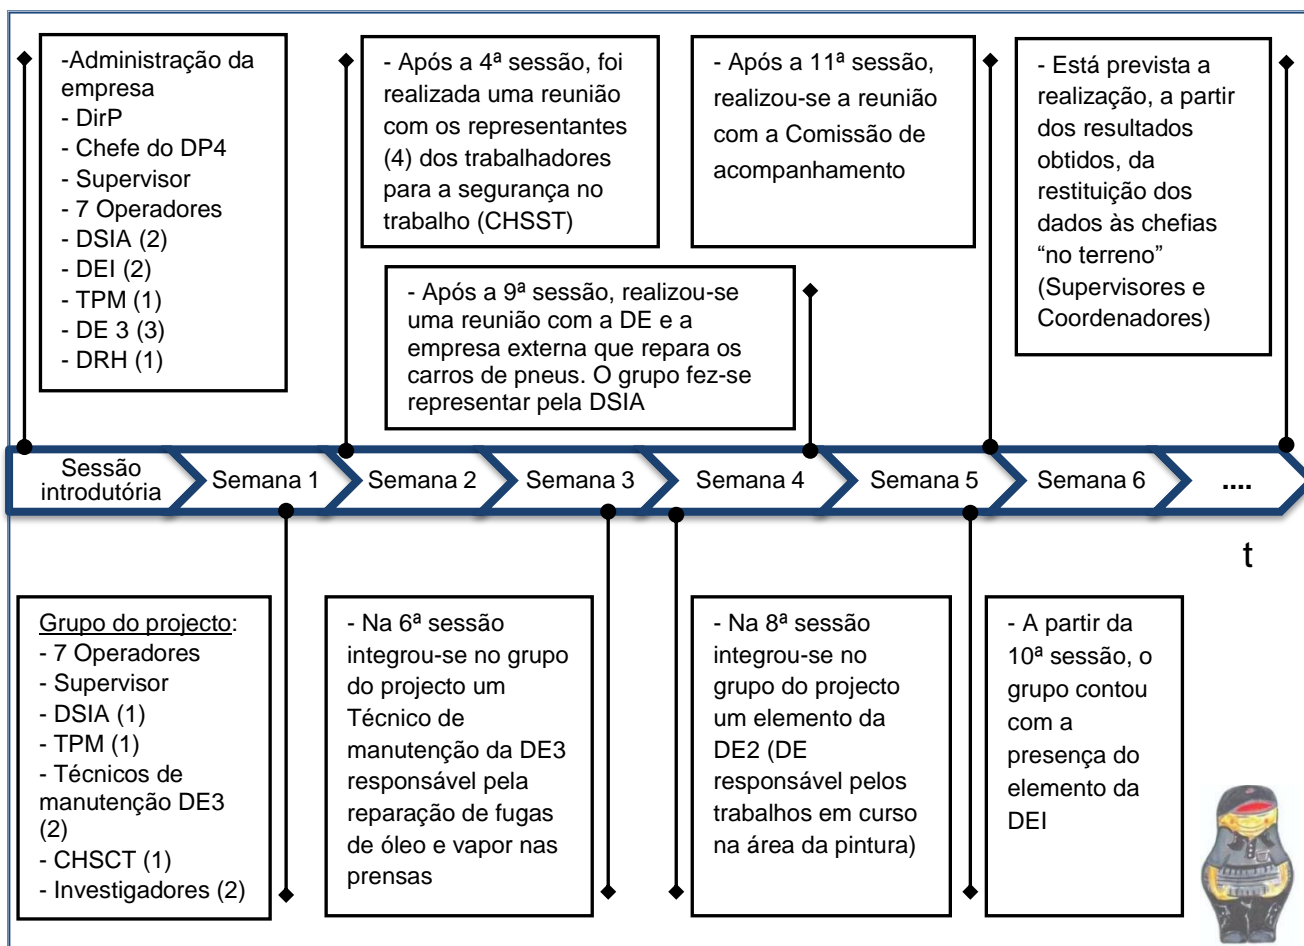 -Administração da
empresa
- DirP
- Chefe do DP4
- Supervisor
- 7 Operadores
- DSIA (2)
- DEI (2)
- TPM (1)
- DE 3 (3)
- DRH (1)
- Após a 4ª sessão, foi
realizada uma reunião
com os representantes
(4) dos trabalhadores
para a segurança no
trabalho (CHSST)
- Após a 11ª sessão,
realizou-se a reunião
com a Comissão de
acompanhamento
- Está prevista a
realização, a partir
dos resultados
obtidos, da
restituição dos
dados às chefias
“no terreno”
(Supervisores e
Coordenadores)
- Após a 9ª sessão, realizou-se
uma reunião com a DE e a
empresa externa que repara os
carros de pneus. O grupo fez-se
representar pela DSIA
Sessão
introdutória
Semana 1
Semana 2
Semana 3
Semana 4
Semana 5
Semana 6
....
t
Grupo do projecto:
- 7 Operadores
- Supervisor
- DSIA (1)
- TPM (1)
- Técnicos de
manutenção DE3
(2)
- CHSCT (1)
- Investigadores (2)
- Na 6ª sessão
integrou-se no grupo
do projecto um
Técnico de
manutenção da DE3
responsável pela
reparação de fugas
de óleo e vapor nas
prensas
- Na 8ª sessão
integrou-se no
grupo do projecto
um elemento da
DE2 (DE
responsável pelos
trabalhos em curso
na área da pintura)
- A partir da
10ª sessão, o
grupo contou
com a
presença do
elemento da
DEI